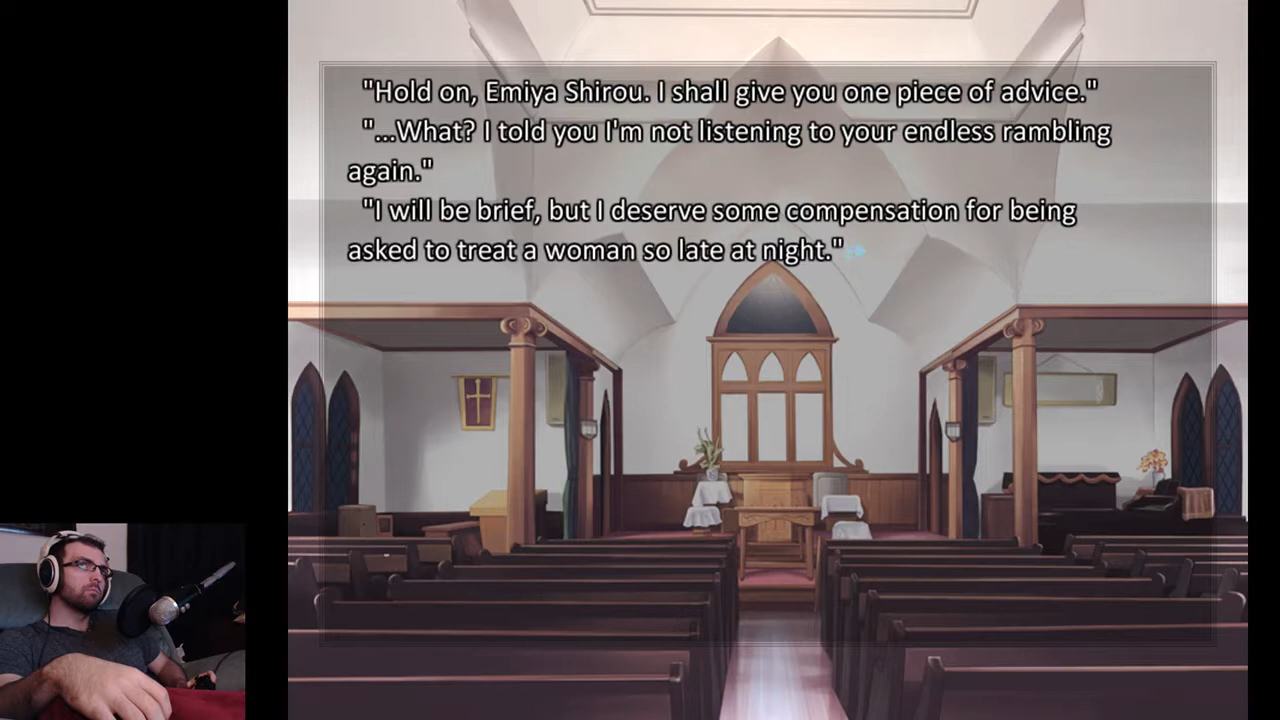 "Hold on, Emiya Shirou. I shall give you one piece of advice."
"...What? I told you I'm not listening to your endless rambling
again."
"I will be brief, but I deserve some compensation for being
asked to treat a woman so late at night."